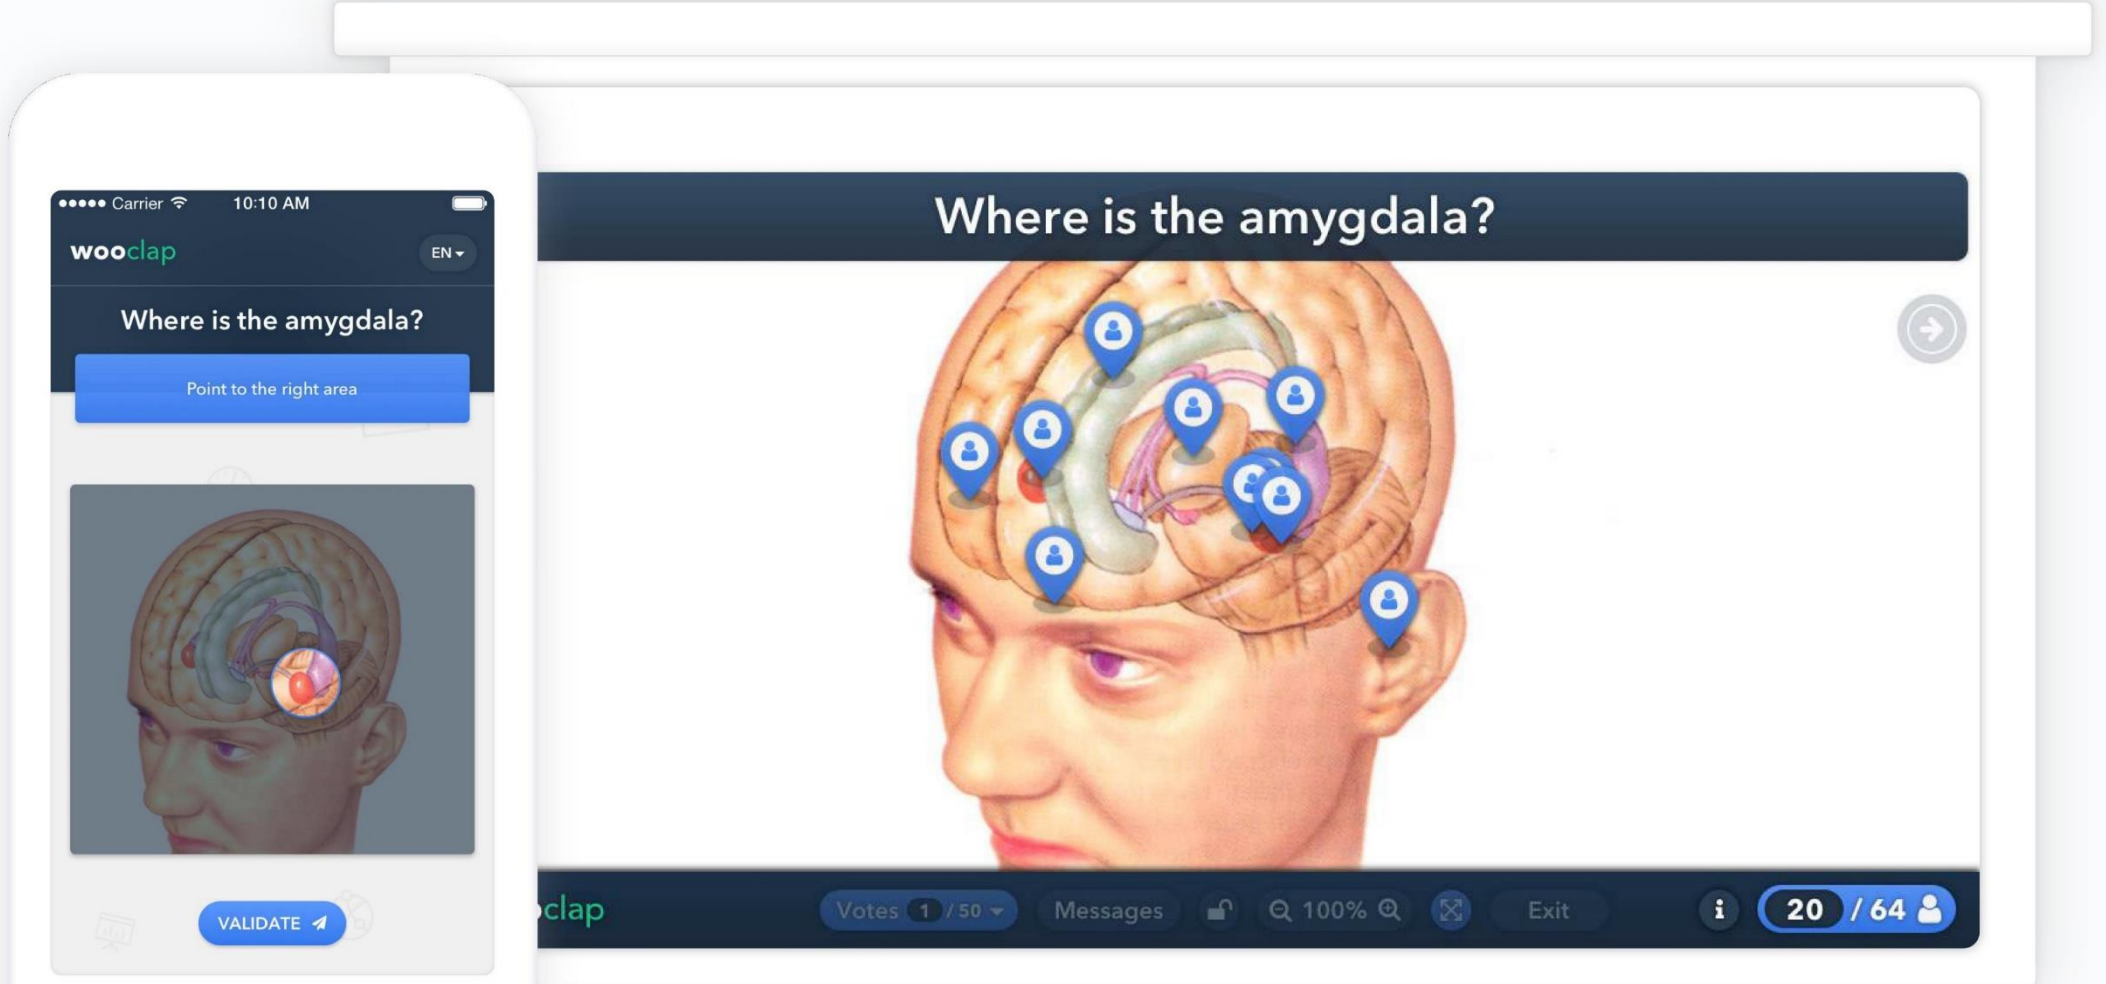 Carrier 10:10 AM
wooclap
EN
Where is the amygdala?
Point to the right area
VALIDATE
Where is the amygdala?
clap
Votes 1 / 50
Messages
100%
Exit
i
20 / 64